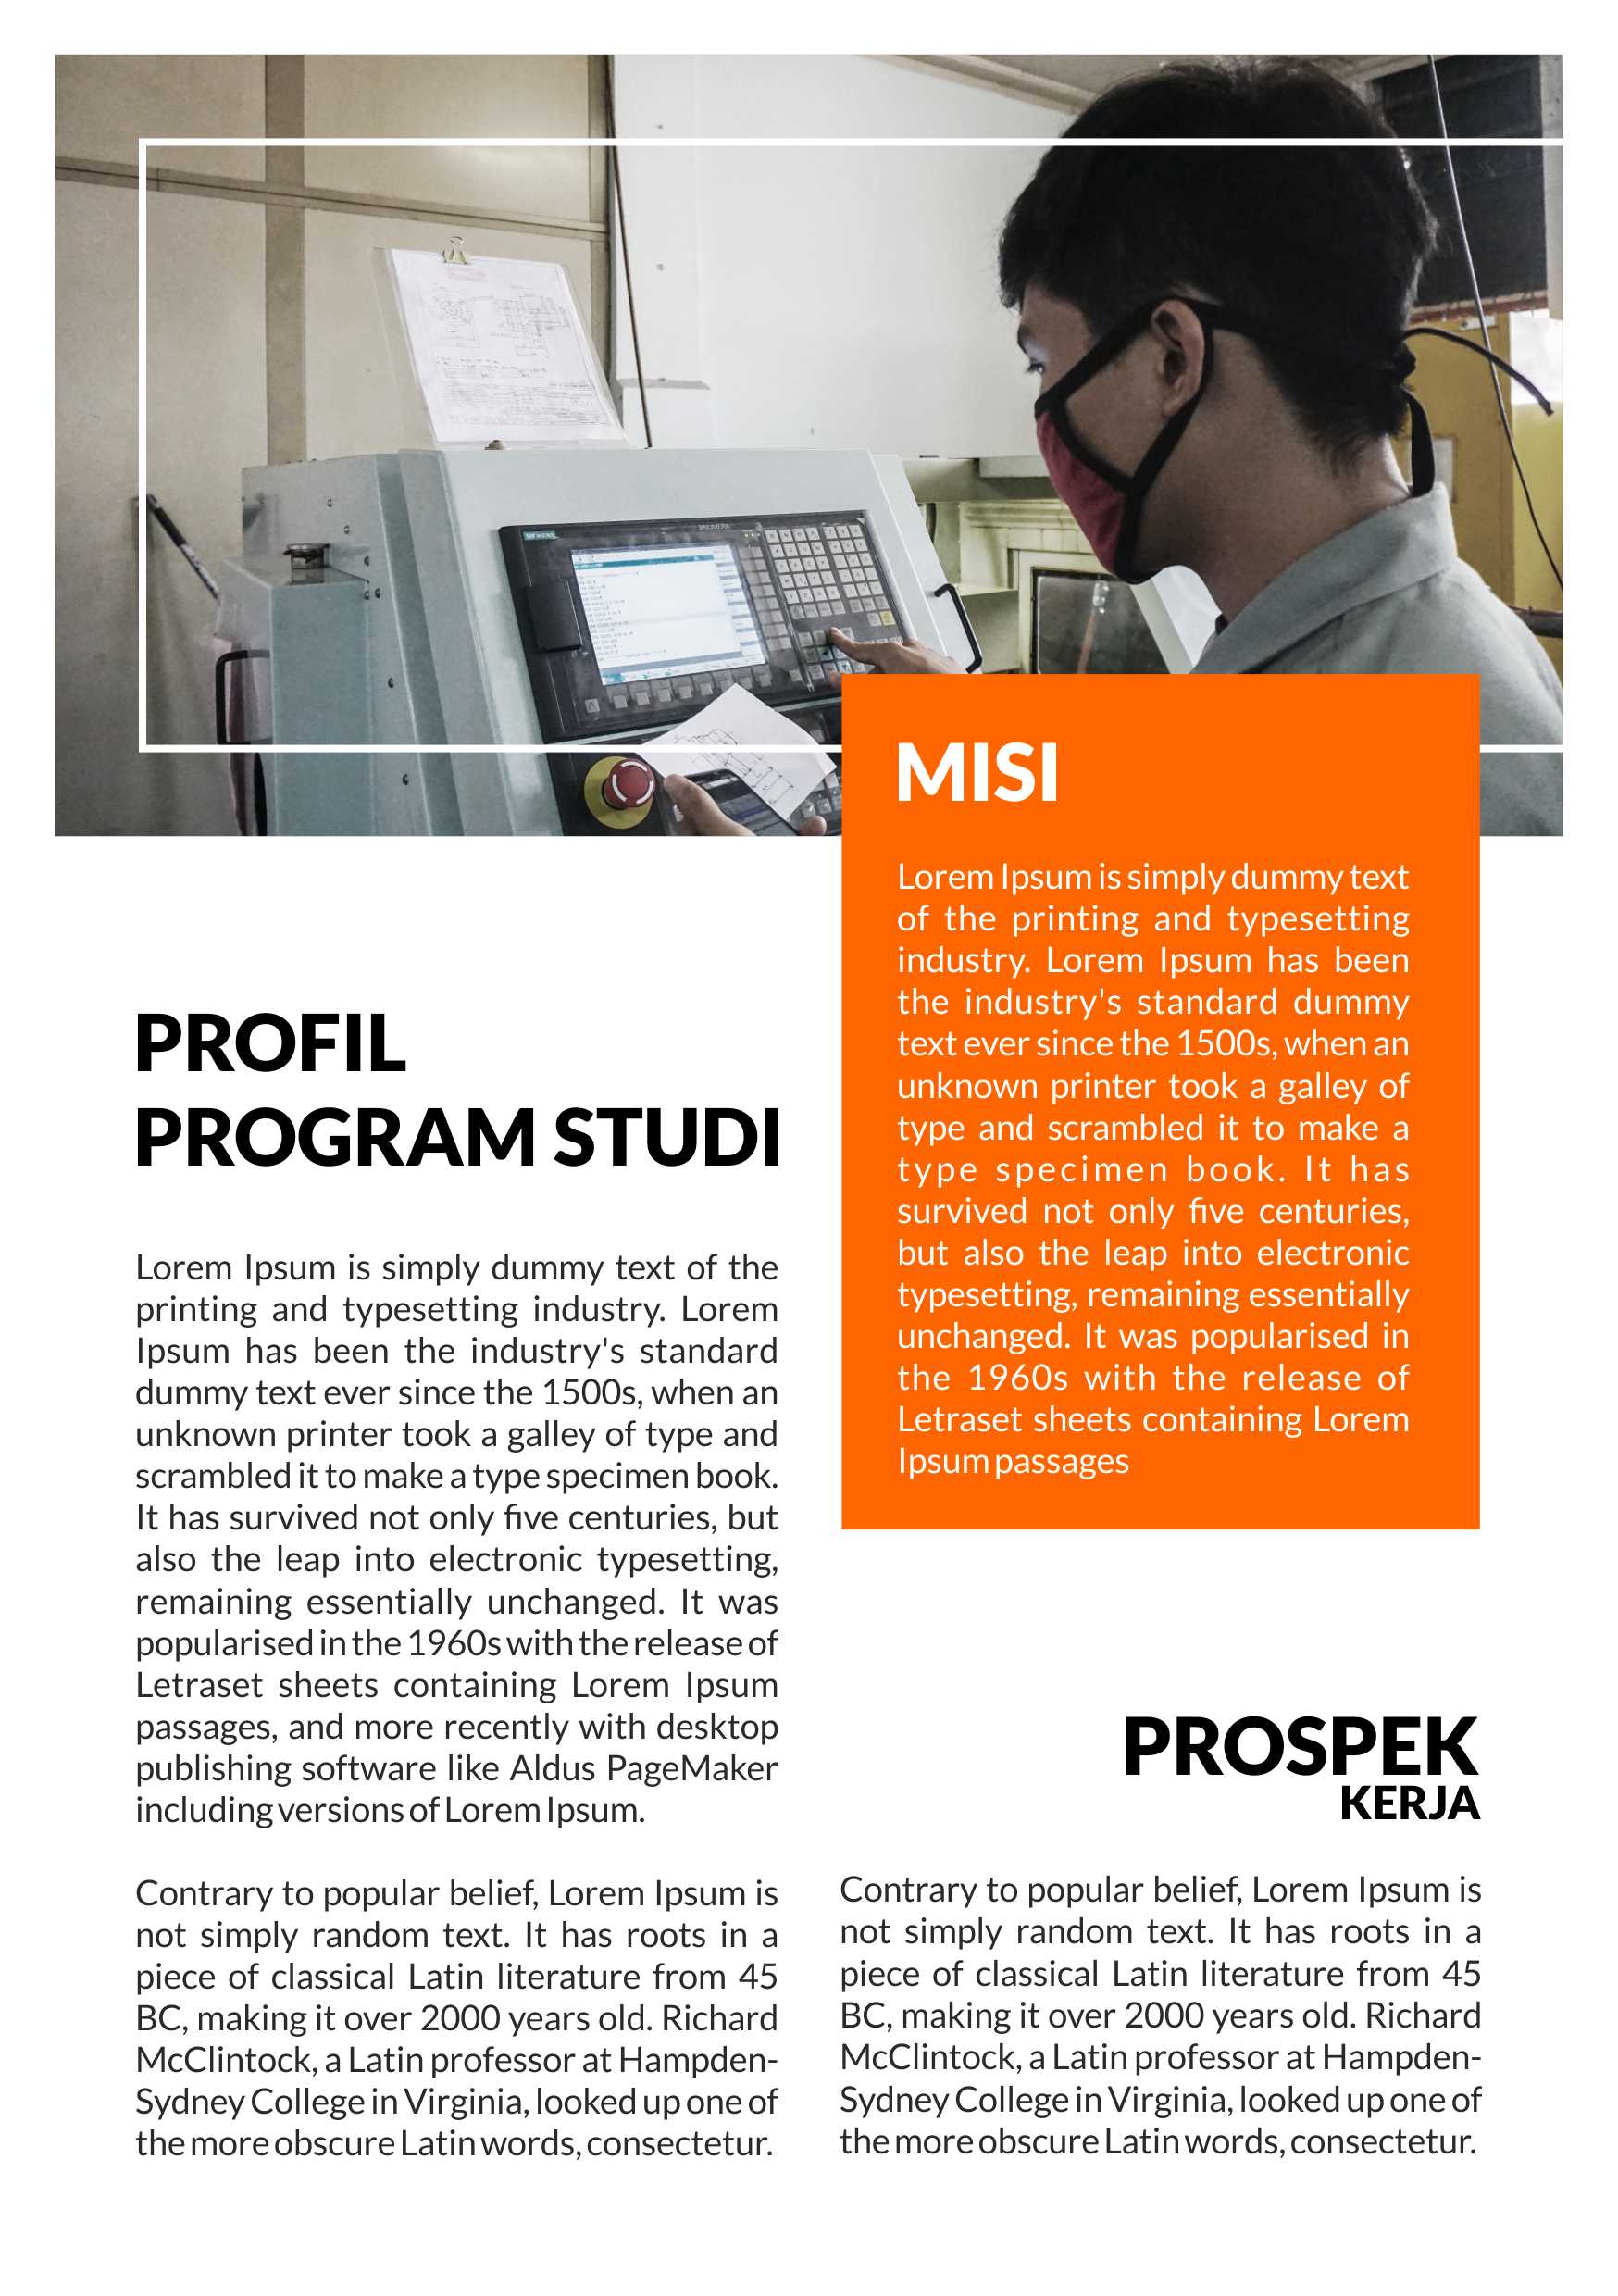 SIEMENS
PROFIL
PROGRAM STUDI
Lorem Ipsum is simply dummy text of the
printing and typesetting industry. Lorem
Ipsum has been the industry's standard
dummy text ever since the 1500s, when an
unknown printer took a galley of type and
scrambled it to make a type specimen book.
It has survived not only five centuries, but
also the leap into electronic typesetting,
remaining essentially unchanged. It was
popularised in the 1960s with the release of
Letraset sheets containing Lorem Ipsum
passages, and more recently with desktop
publishing software like Aldus PageMaker
including versions of Lorem Ipsum.
Contrary to popular belief, Lorem Ipsum is
not simply random text. It has roots in a
piece of classical Latin literature from 45
BC, making it over 2000 years old. Richard
McClintock, a Latin professor at Hampden-
Sydney College in Virginia, looked up one of
the more obscure Latin words, consectetur.
MISI
Lorem Ipsum is simply dummy text
of the printing and typesetting
industry. Lorem Ipsum has been
the industry's standard dummy
text ever since the 1500s, when an
unknown printer took a galley of
type and scrambled it to make a
type specimen book. It has
survived not only five centuries,
but also the leap into electronic
typesetting, remaining essentially
unchanged. It was popularised in
the 1960s with the release of
Letraset sheets containing Lorem
Ipsum passages
PROSPEK
KERJA
Contrary to popular belief, Lorem Ipsum is
not simply random text. It has roots in a
piece of classical Latin literature from 45
BC, making it over 2000 years old. Richard
McClintock, a Latin professor at Hampden-
Sydney College in Virginia, looked up one of
the more obscure Latin words, consectetur.